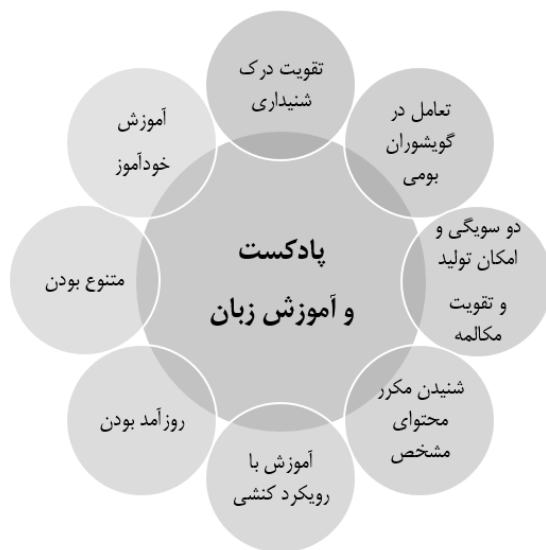 پادکست
و آموزش زبان
تقویت درک
شنیداری
تعامل در
گویشوران
بومی
دو سویگی و
امکان تولید
و تقویت
مکالمه
شنیدن مکرر
محتوای
مشخص
آموزش با
رویکرد کنشی
روزآمد بودن
متنوع بودن
آموزش
خودآموز